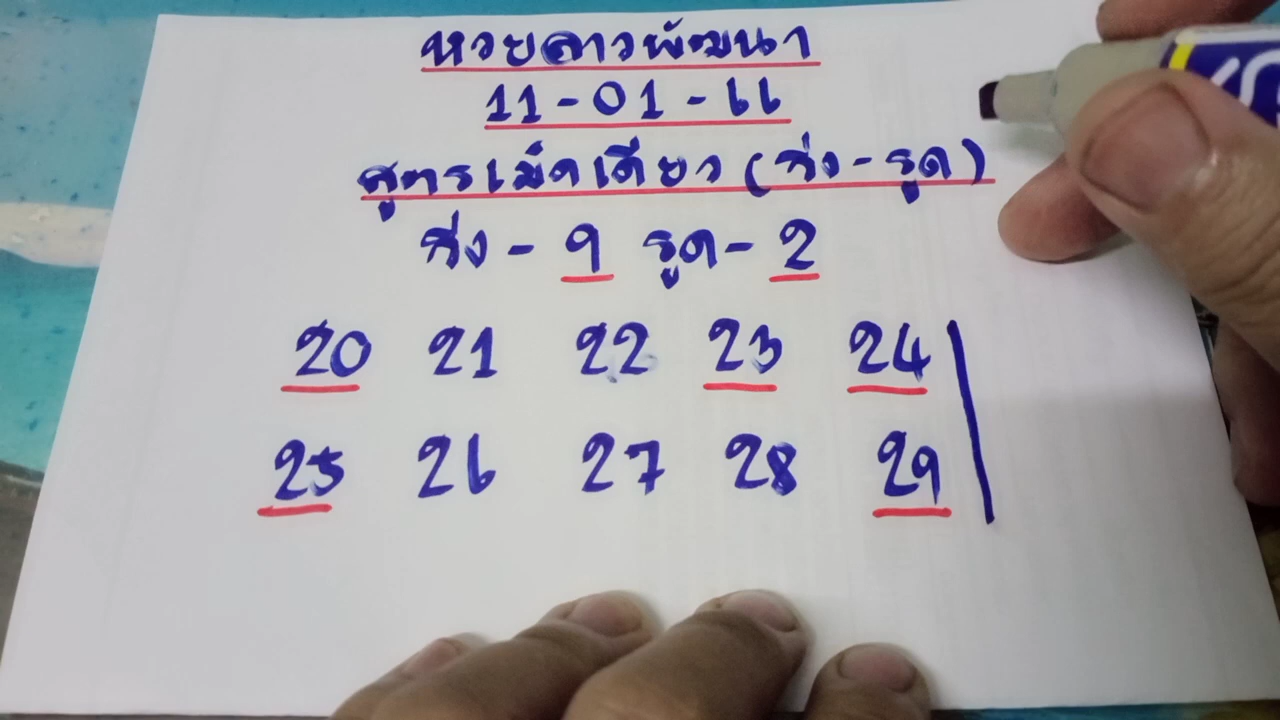 หวยลาวพัฒนา
11-01-66
สูตรเม็ดเดียว (วิ่ง-รูด)
วิ่ง-9 รูด-2
20 21 22 23 24
25 26 27 28 29